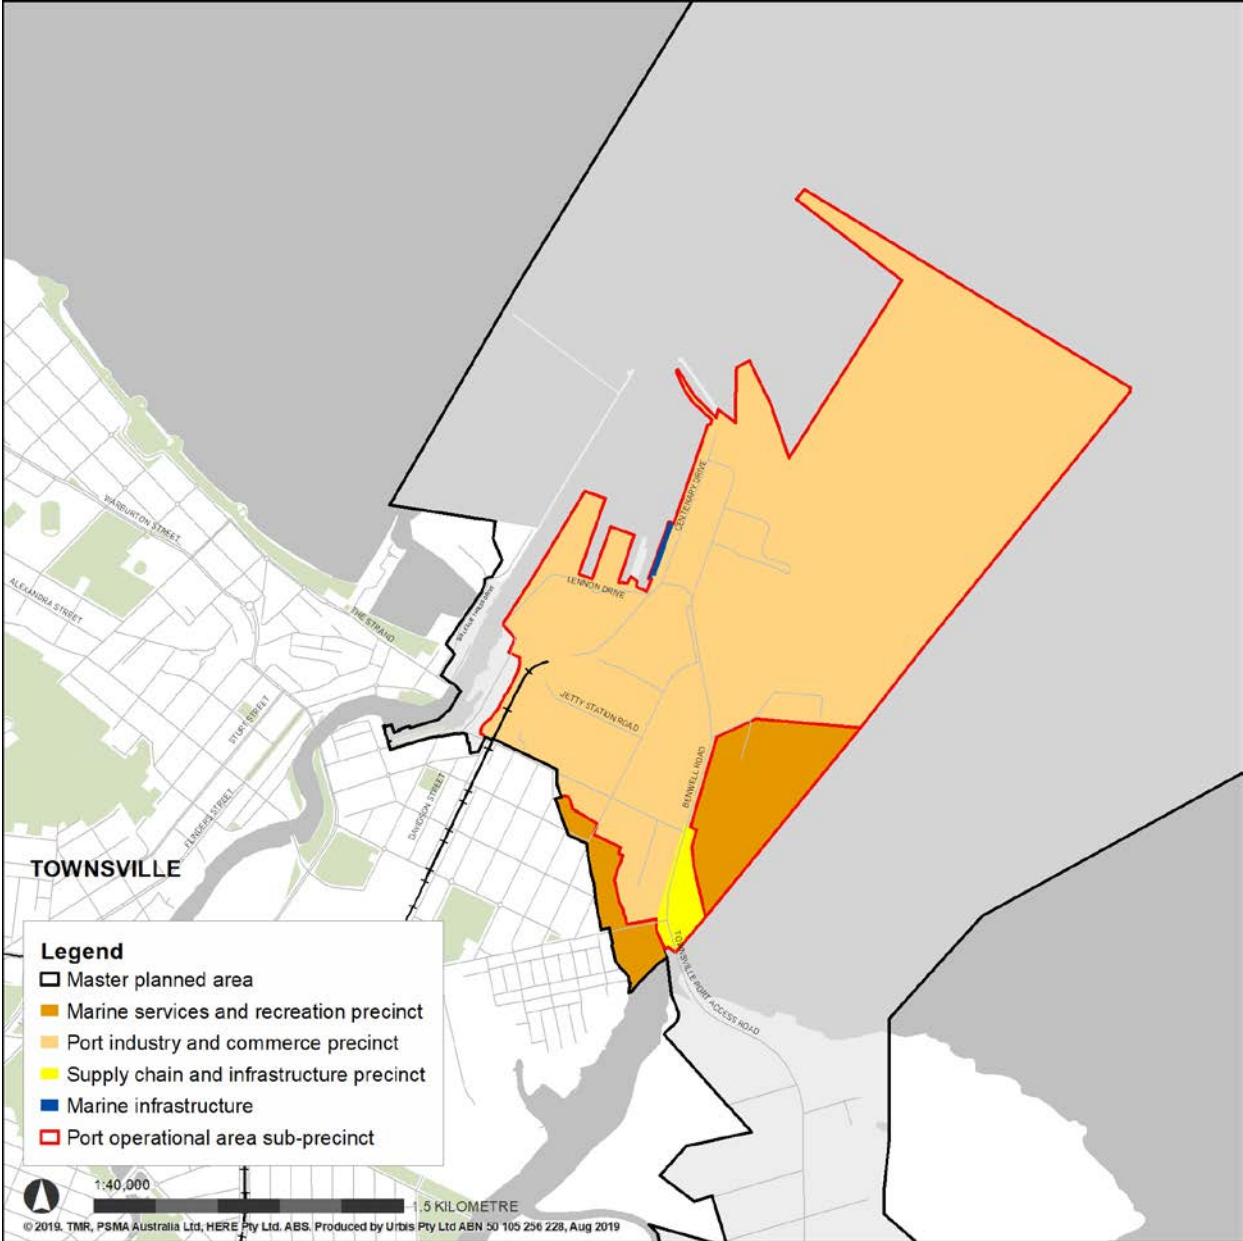 WARBURTON STREET
ALEXANDRA STREET
THE STRAND
STURT STREET
FLINDERS STREET
DAVIDSON STREET
TOWNSVILLE
LENNON DRIVE
CENTENARY DRIVE
JETTY STATION ROAD
BENWELL ROAD
TOWNSVILLE PORT ACCESS ROAD
Legend
Master planned area
Marine services and recreation precinct
Port industry and commerce precinct
Supply chain and infrastructure precinct
Marine infrastructure
Port operational area sub-precinct
1:40,000
1.5 KILOMETRE
© 2019. TMR, PSMA Australia Ltd, HERE Pty Ltd. ABS. Produced by Urbis Pty Ltd ABN 50 105 256 228, Aug 2019